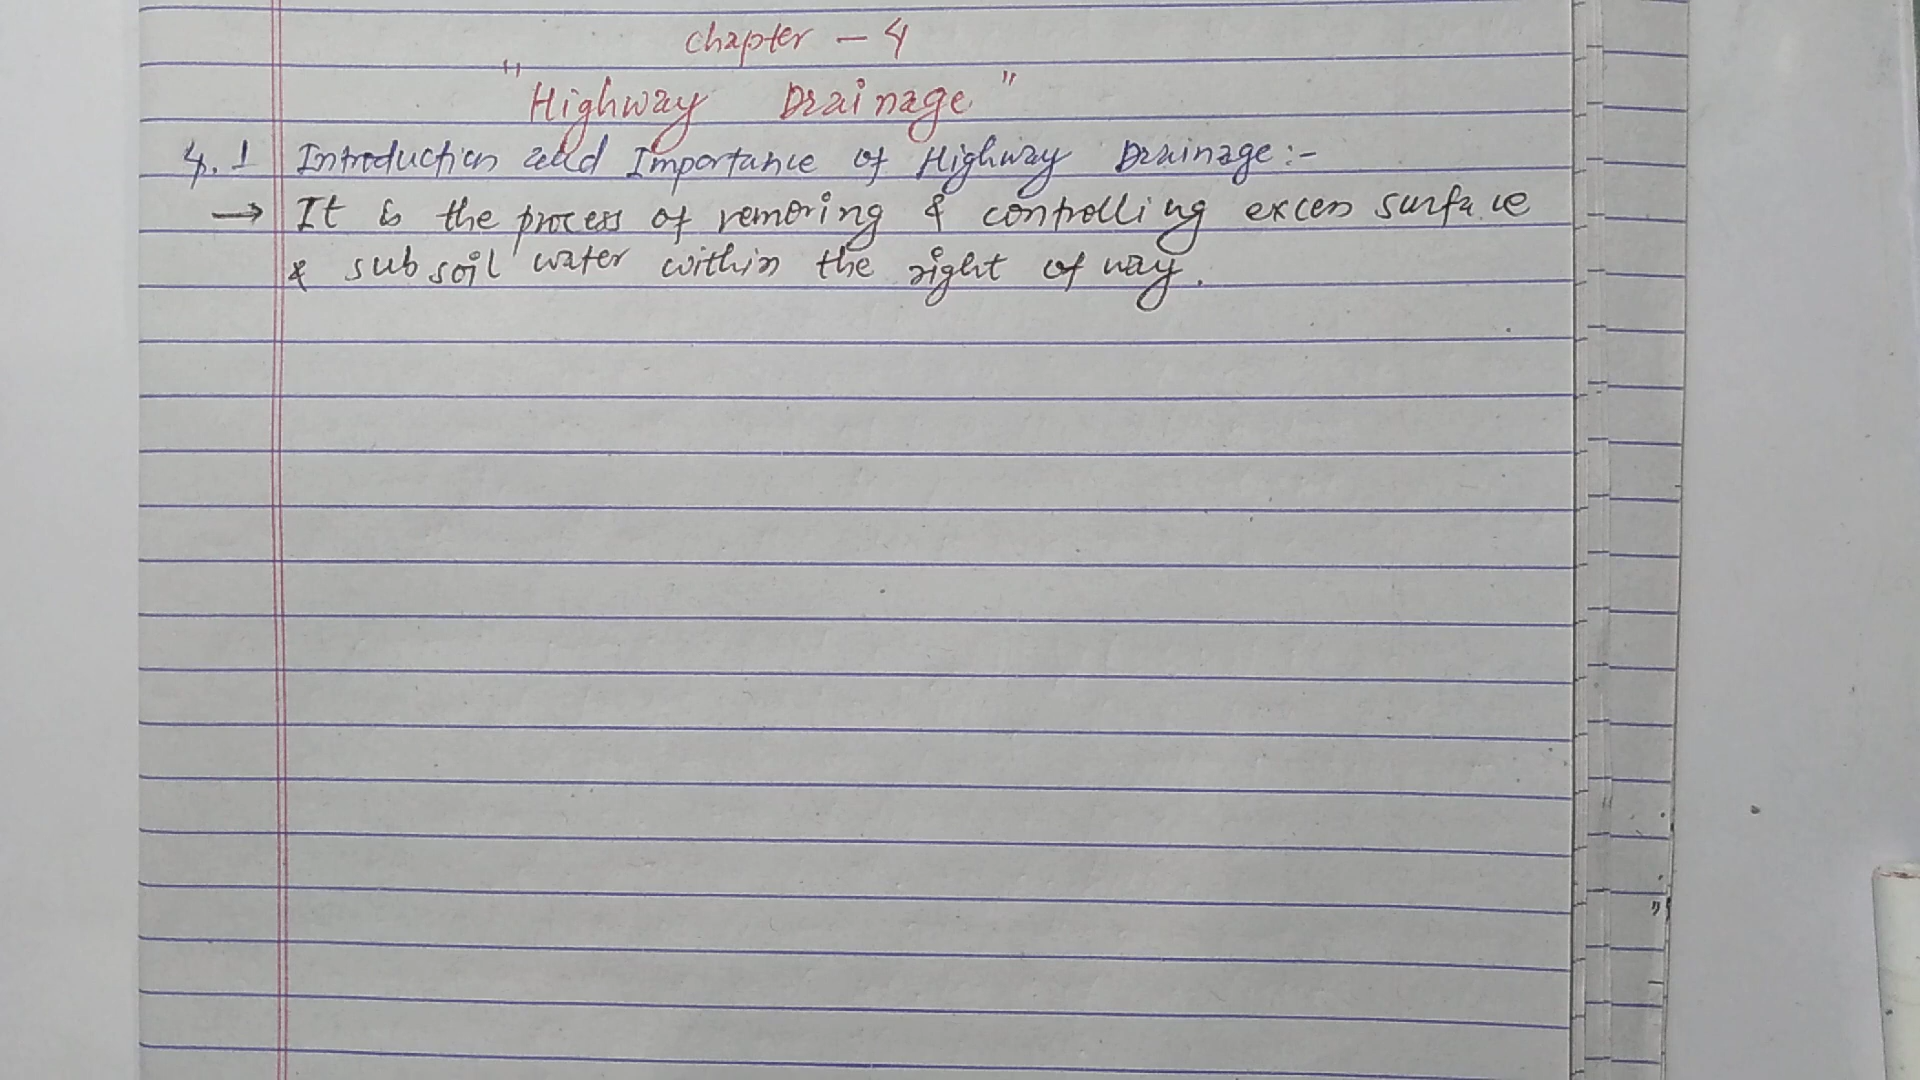 Chapter - 4
"Highway Drainage"
4.1 Introduction and Importance of Highway Drainage:-
→ It is the process of removing & controlling excess surface
& sub soil water within the right of way.